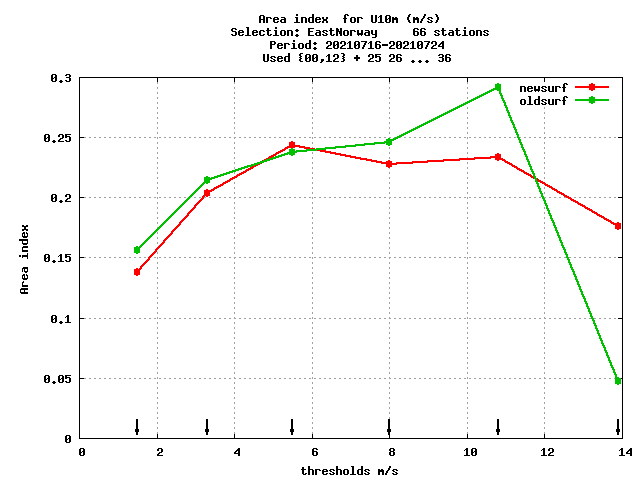 Area index  for U10m (m/s)
Selection: EastNorway     66 stations
Period: 20210716-20210724
Used {00,12} + 25 26 ... 36
newsurf
oldsurf
0.3
0.25
0.2
0.15
0.1
0.05
0
Area index
0 2 4 6 8 10 12 14
thresholds m/s